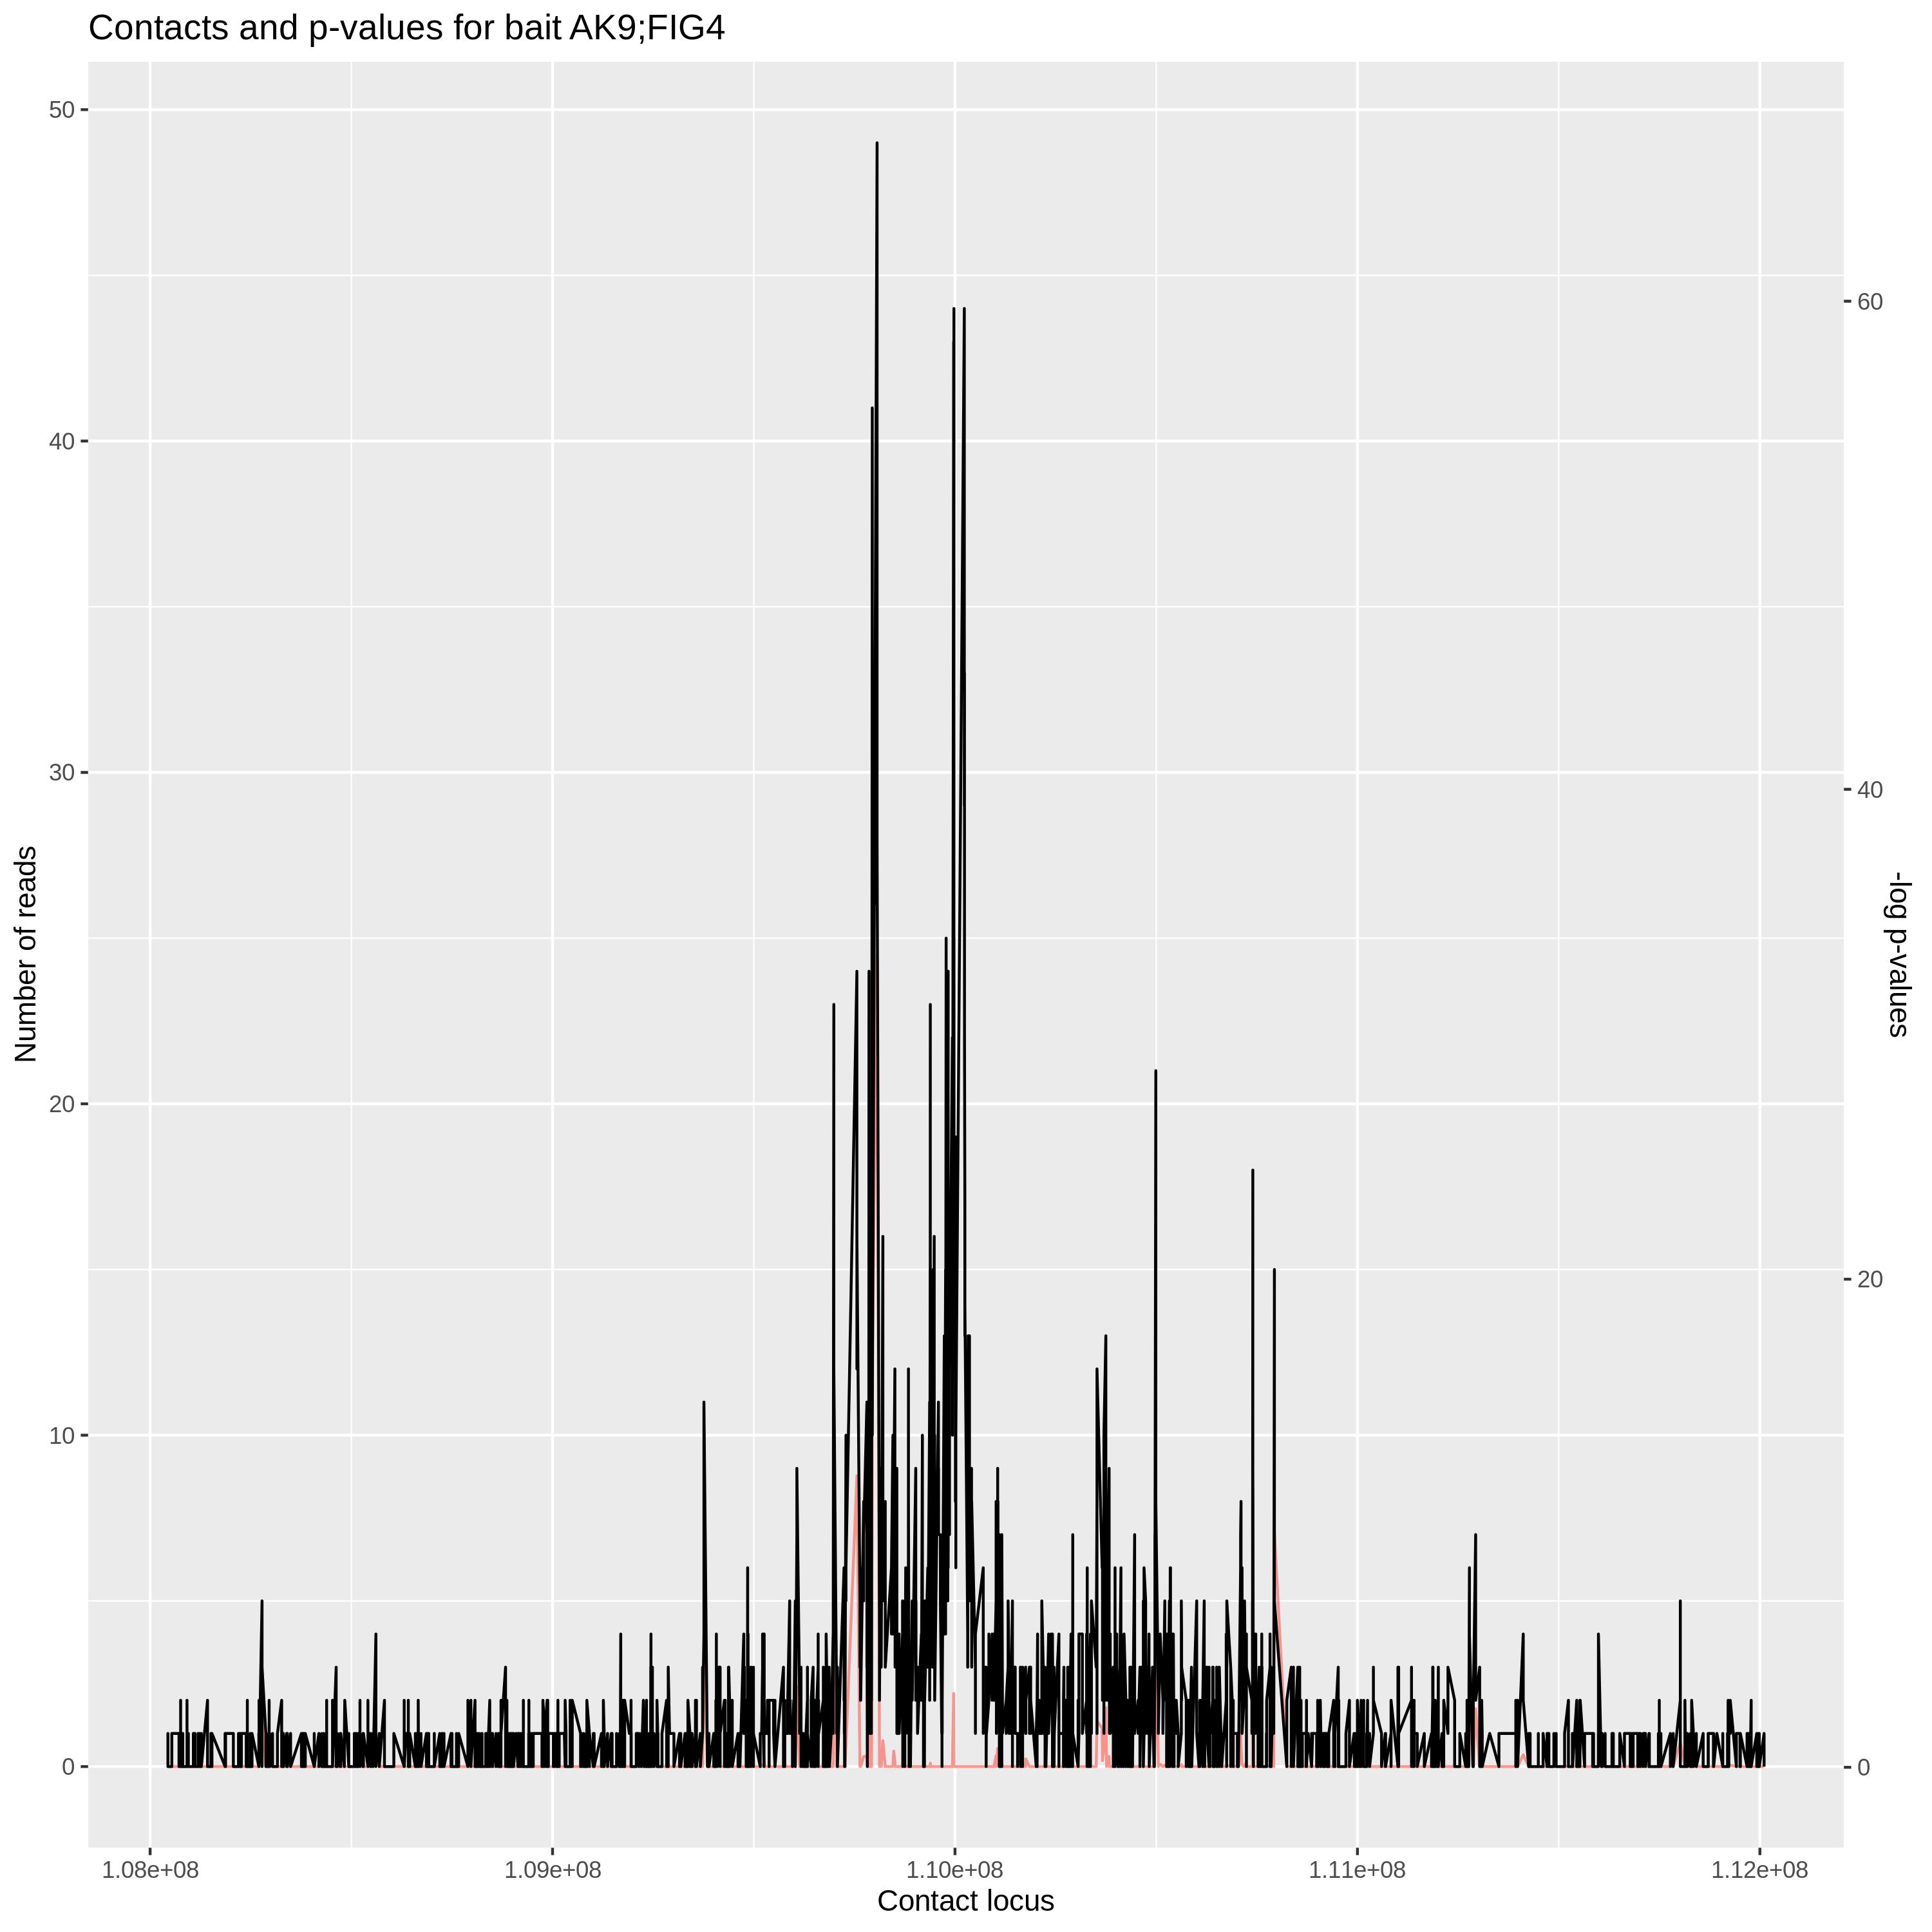 Contacts and p-values for bait AK9;FIG4
50
40
30
20
10
0
Number of reads
60
40
20
0
-log p-values
1.08e+08
1.09e+08
1.10e+08
1.11e+08
1.12e+08
Contact locus